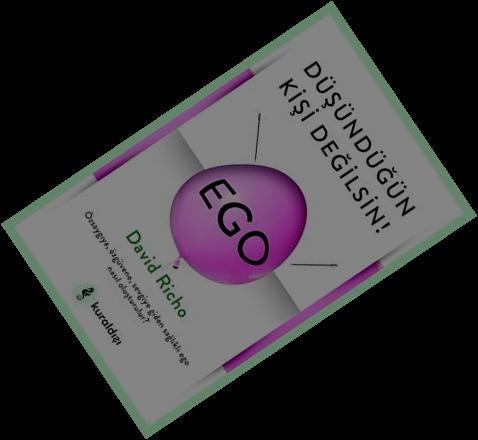 DÜŞÜNDÜĞÜN
KİŞİ DEĞİLSİN!
EGO
David Richo
Özsaygıya, özgüvene, sevgiye giden sağlıklı ego
nasıl oluşturulur?
kuraldışı